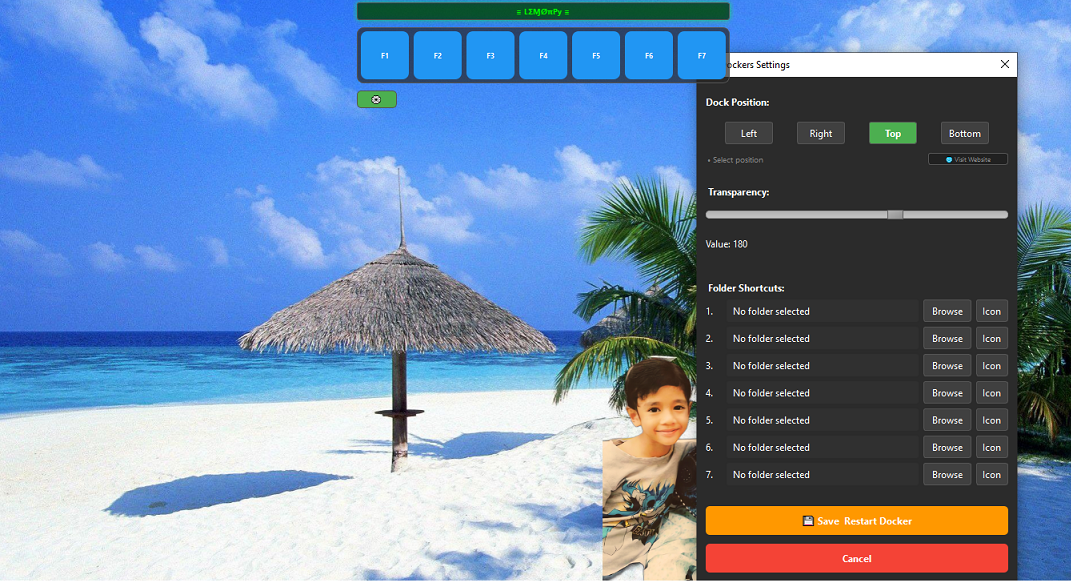 ≡ LΣMʘnPy ≡
F1 F2 F3 F4 F5 F6 F7
ockers Settings
Dock Position:
Left Right Top Bottom
• Select position Visit Website
Transparency:
Value: 180
Folder Shortcuts:
1. No folder selected Browse Icon
2. No folder selected Browse Icon
3. No folder selected Browse Icon
4. No folder selected Browse Icon
5. No folder selected Browse Icon
6. No folder selected Browse Icon
7. No folder selected Browse Icon
Save Restart Docker
Cancel